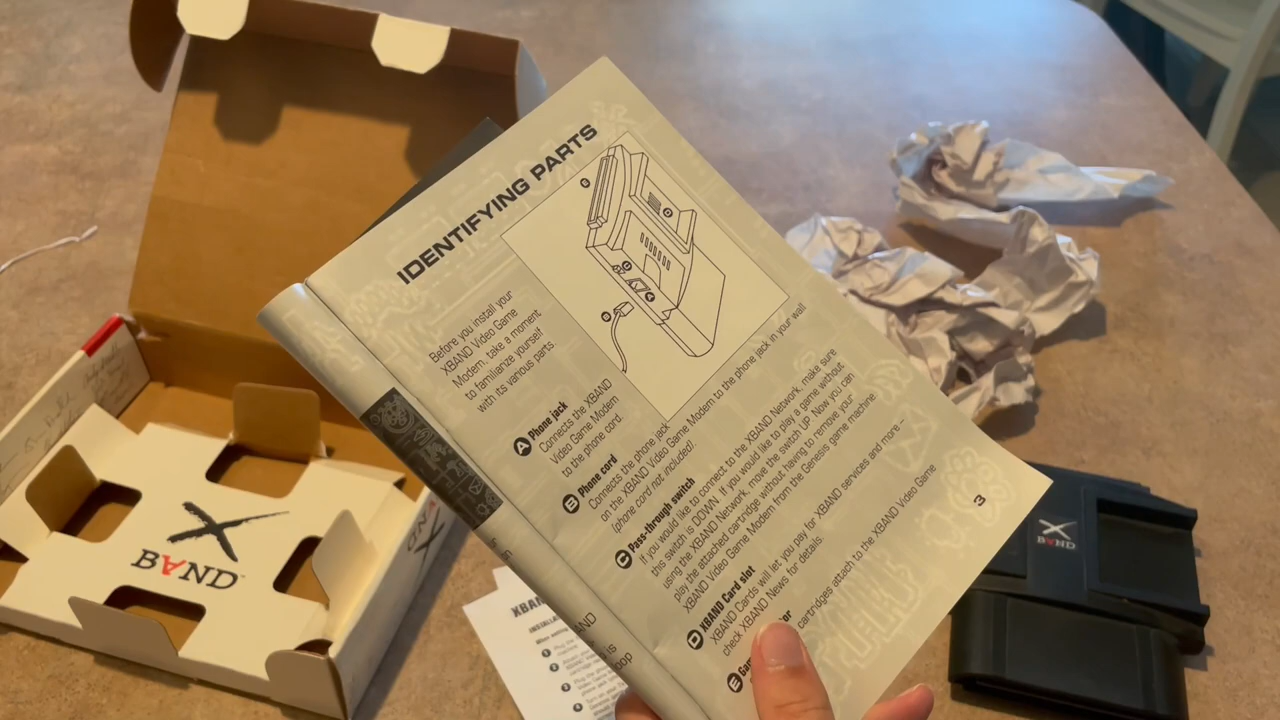 IDENTIFYING PARTS
Before you install your
XBAND Video Game
Modem, take a moment
to familiarize yourself
with its various parts.
A Phone jack
Connects the XBAND
Video Game Modem
to the phone cord.
B Phone cord
Connects the phone jack
on the XBAND Video Game Modem to the phone jack in your wall
(phone cord not included).
C Pass-through switch
If you would like to connect to the XBAND Network, make sure
this switch is DOWN. If you would like to play a game without
using the XBAND Network, move the switch UP. Now you can
play the attached cartridge without having to remove your
XBAND Video Game Modem from the Genesis game machine.
D XBAND Card slot
XBAND Cards will let you pay for XBAND services and more –
check XBAND News for details.
E
cartridges attach to the XBAND Video Game
3
X
BAND™
X
BAND
XBAN
INSTALLA